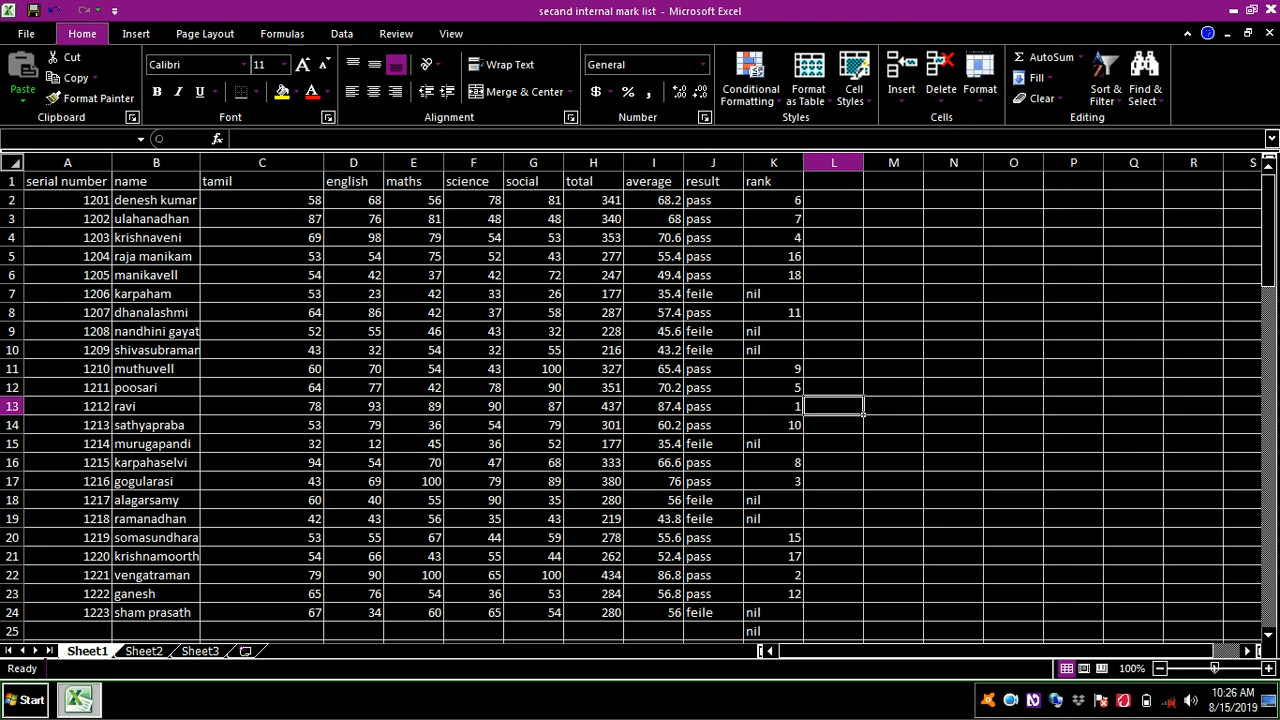 secand internal mark list - Microsoft Excel
File Home Insert Page Layout Formulas Data Review View
Paste Cut Copy Format Painter Clipboard
Calibri 11 Font
Wrap Text Merge & Center Alignment
General Number
Conditional Formatting Format as Table Cell Styles Styles
Insert Delete Format Cells
AutoSum Fill Clear Sort & Filter Find & Select Editing
A B C D E F G H I J K L M N O P Q R S
1 serial number name tamil english maths science social total average result rank
2 1201 denesh kumar 58 68 56 78 81 341 68.2 pass 6
3 1202 ulahanadhan 87 76 81 48 48 340 68 pass 7
4 1203 krishnaveni 69 98 79 54 53 353 70.6 pass 4
5 1204 raja manikam 53 54 75 52 43 277 55.4 pass 16
6 1205 manikavell 54 42 37 42 72 247 49.4 pass 18
7 1206 karpaham 53 23 42 33 26 177 35.4 feile nil
8 1207 dhanalashmi 64 86 42 37 58 287 57.4 pass 11
9 1208 nandhini gayat 52 55 46 43 32 228 45.6 feile nil
10 1209 shivasubraman 43 32 54 32 55 216 43.2 feile nil
11 1210 muthuvell 60 70 54 43 100 327 65.4 pass 9
12 1211 poosari 64 77 42 78 90 351 70.2 pass 5
13 1212 ravi 78 93 89 90 87 437 87.4 pass 1
14 1213 sathyapraba 53 79 36 54 79 301 60.2 pass 10
15 1214 murugapandi 32 12 45 36 52 177 35.4 feile nil
16 1215 karpahaselvi 94 54 70 47 68 333 66.6 pass 8
17 1216 gogularasi 43 69 100 79 89 380 76 pass 3
18 1217 alagarsamy 60 40 55 90 35 280 56 feile nil
19 1218 ramanadhan 42 43 56 35 43 219 43.8 feile nil
20 1219 somasundhara 53 55 67 44 59 278 55.6 pass 15
21 1220 krishnamoorth 54 66 43 55 44 262 52.4 pass 17
22 1221 vengatraman 79 90 100 65 100 434 86.8 pass 2
23 1222 ganesh 65 76 54 36 53 284 56.8 pass 12
24 1223 sham prasath 67 34 60 65 54 280 56 feile nil
25 nil
Sheet1 Sheet2 Sheet3
Ready 100%
Start 10:26 AM
8/15/2019